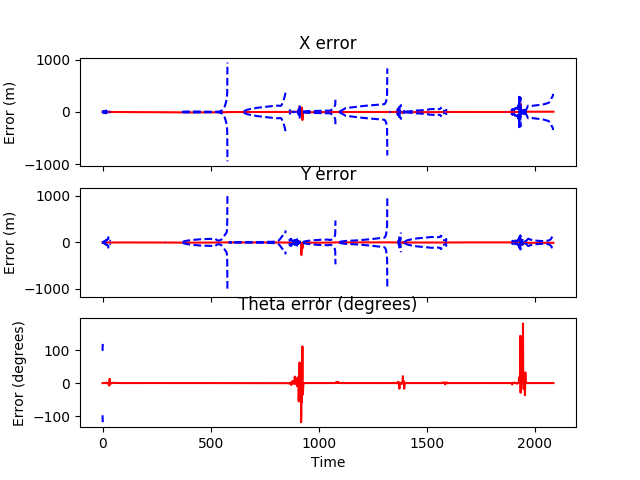 X error
1000
0
−1000
Error (m)
Y error
1000
0
−1000
Error (m)
Theta error (degrees)
100
0
−100
Error (degrees)
0
500
1000
1500
2000
Time